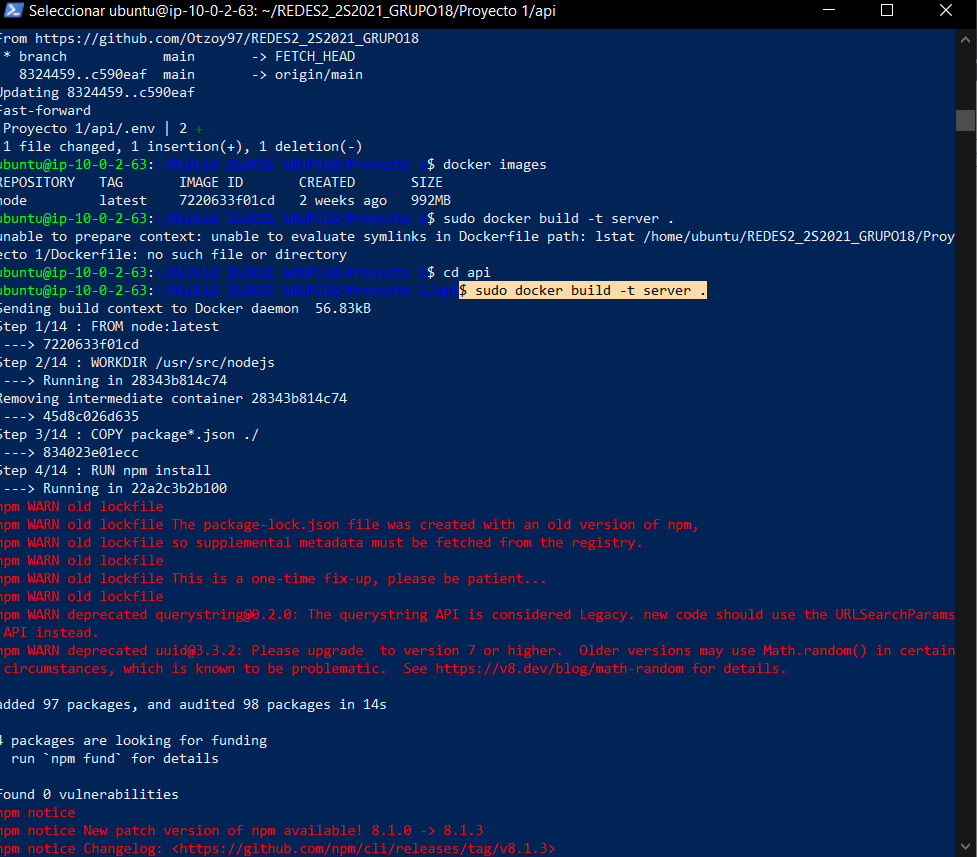 Seleccionar ubuntu@ip-10-0-2-63: ~/REDES2_2S2021_GRUPO18/Proyecto 1/api
From https://github.com/Otzoy97/REDES2_2S2021_GRUPO18
* branch main -> FETCH_HEAD
8324459..c590eaf main -> origin/main
Updating 8324459..c590eaf
Fast-forward
Proyecto 1/api/.env | 2 +-
1 file changed, 1 insertion(+), 1 deletion(-)
ubuntu@ip-10-0-2-63:~/REDES2_2S2021_GRUPO18/Proyecto 1$ docker images
REPOSITORY TAG IMAGE ID CREATED SIZE
node latest 7220633f01cd 2 weeks ago 992MB
ubuntu@ip-10-0-2-63:~/REDES2_2S2021_GRUPO18/Proyecto 1$ sudo docker build -t server .
unable to prepare context: unable to evaluate symlinks in Dockerfile path: lstat /home/ubuntu/REDES2_2S2021_GRUPO18/Proy
ecto 1/Dockerfile: no such file or directory
ubuntu@ip-10-0-2-63:~/REDES2_2S2021_GRUPO18/Proyecto 1$ cd api
ubuntu@ip-10-0-2-63:~/REDES2_2S2021_GRUPO18/Proyecto 1/api$ sudo docker build -t server .
Sending build context to Docker daemon 56.83kB
Step 1/14 : FROM node:latest
---> 7220633f01cd
Step 2/14 : WORKDIR /usr/src/nodejs
---> Running in 28343b814c74
Removing intermediate container 28343b814c74
---> 45d8c026d635
Step 3/14 : COPY package*.json ./
---> 834023e01ecc
Step 4/14 : RUN npm install
---> Running in 22a2c3b2b100
npm WARN old lockfile
npm WARN old lockfile The package-lock.json file was created with an old version of npm,
npm WARN old lockfile so supplemental metadata must be fetched from the registry.
npm WARN old lockfile
npm WARN old lockfile This is a one-time fix-up, please be patient...
npm WARN old lockfile
npm WARN deprecated querystring@0.2.0: The querystring API is considered Legacy. new code should use the URLSearchParams
API instead.
npm WARN deprecated uuid@3.3.2: Please upgrade  to version 7 or higher.  Older versions may use Math.random() in certain
circumstances, which is known to be problematic.  See https://v8.dev/blog/math-random for details.
added 97 packages, and audited 98 packages in 14s
4 packages are looking for funding
run `npm fund` for details
found 0 vulnerabilities
npm notice
npm notice New patch version of npm available! 8.1.0 -> 8.1.3
npm notice Changelog: <https://github.com/npm/cli/releases/tag/v8.1.3>